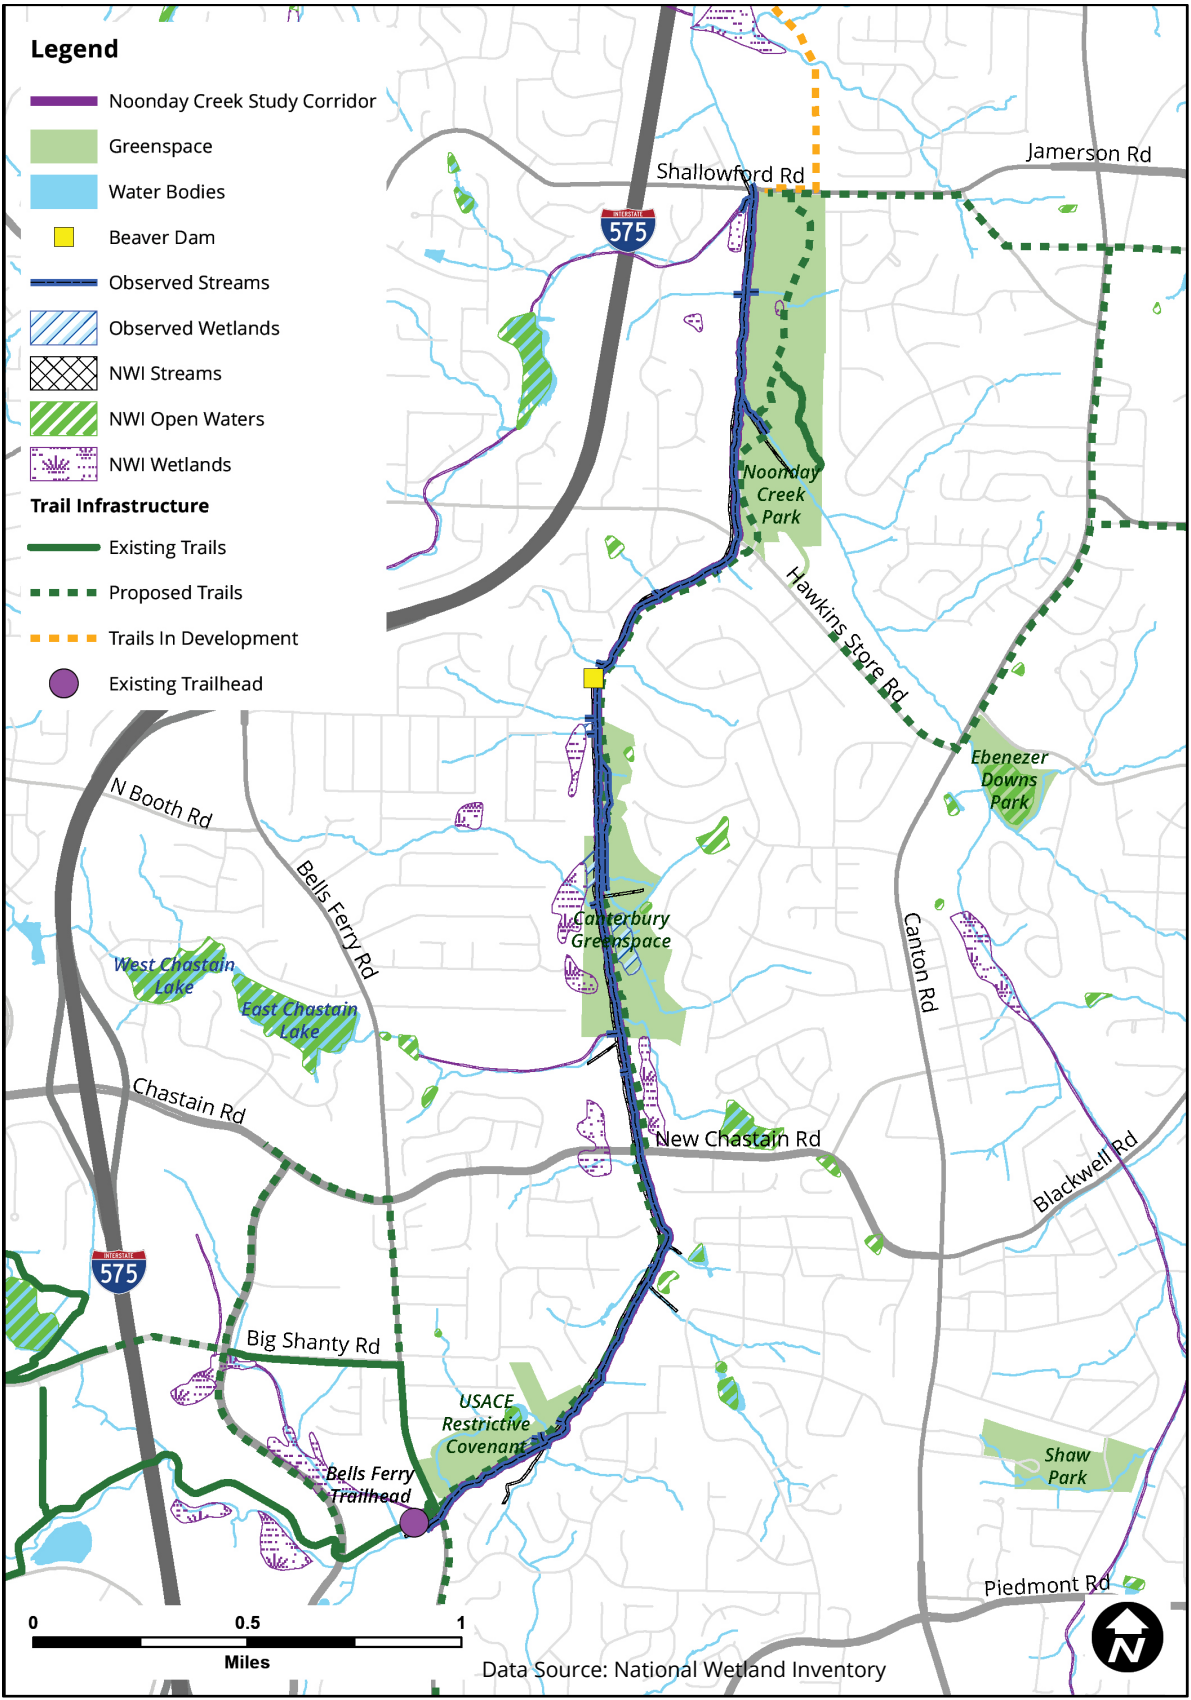 Legend
Noonday Creek Study Corridor
Greenspace
Water Bodies
Beaver Dam
Observed Streams
Observed Wetlands
NWI Streams
NWI Open Waters
NWI Wetlands
Trail Infrastructure
Existing Trails
Proposed Trails
Trails In Development
Existing Trailhead
Shallowford Rd
Jamerson Rd
INTERSTATE
575
Noonday
Creek
Park
Hawkins Store Rd
Ebenezer
Downs
Park
N Booth Rd
Bells Ferry Rd
Canterbury
Greenspace
Canton Rd
West Chastain
Lake
East Chastain
Lake
Chastain Rd
New Chastain Rd
Blackwell Rd
INTERSTATE
575
Big Shanty Rd
USACE
Restrictive
Covenant
Bells Ferry
Trailhead
Shaw
Park
Piedmont Rd
0 0.5 1
Miles
Data Source: National Wetland Inventory
N